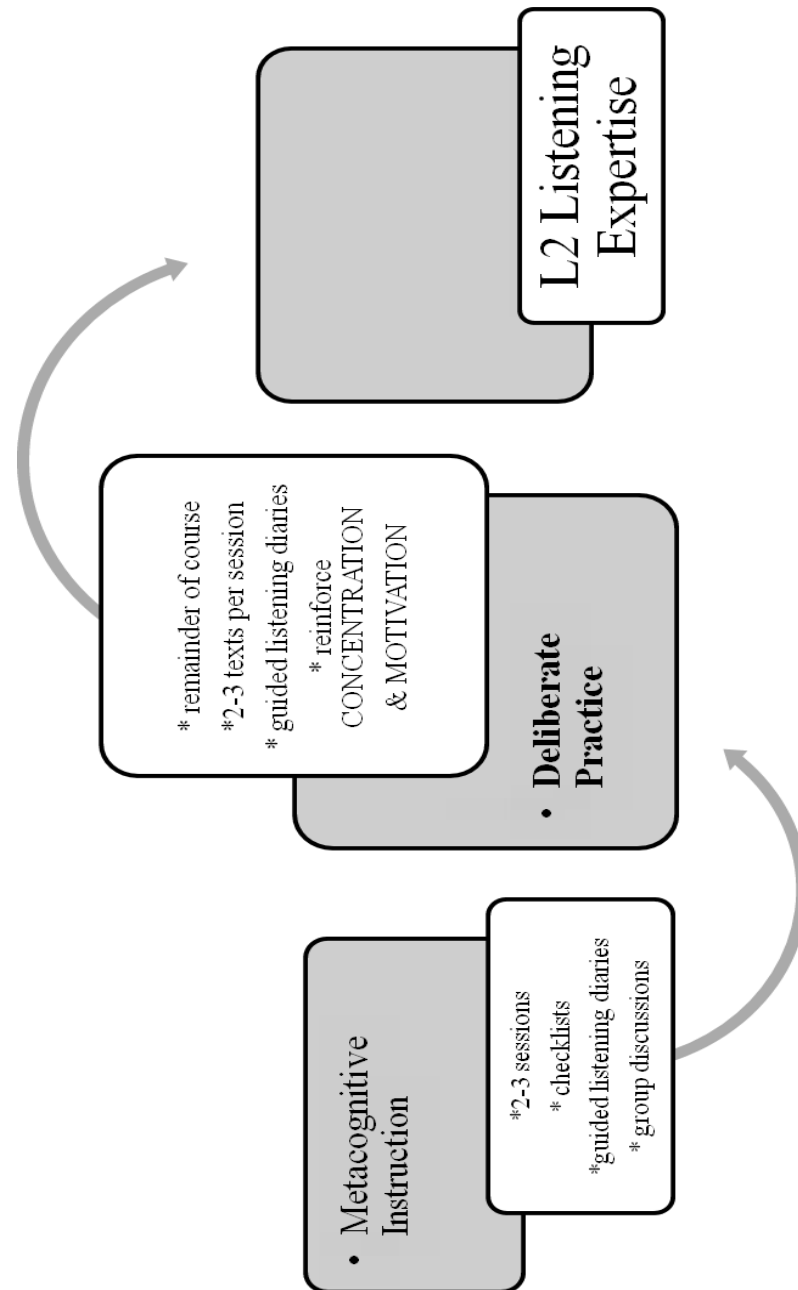 • Metacognitive
Instruction
*2-3 sessions
* checklists
*guided listening diaries
* group discussions
* remainder of course
*2-3 texts per session
* guided listening diaries
* reinforce
CONCENTRATION
& MOTIVATION
• Deliberate
Practice
L2 Listening
Expertise